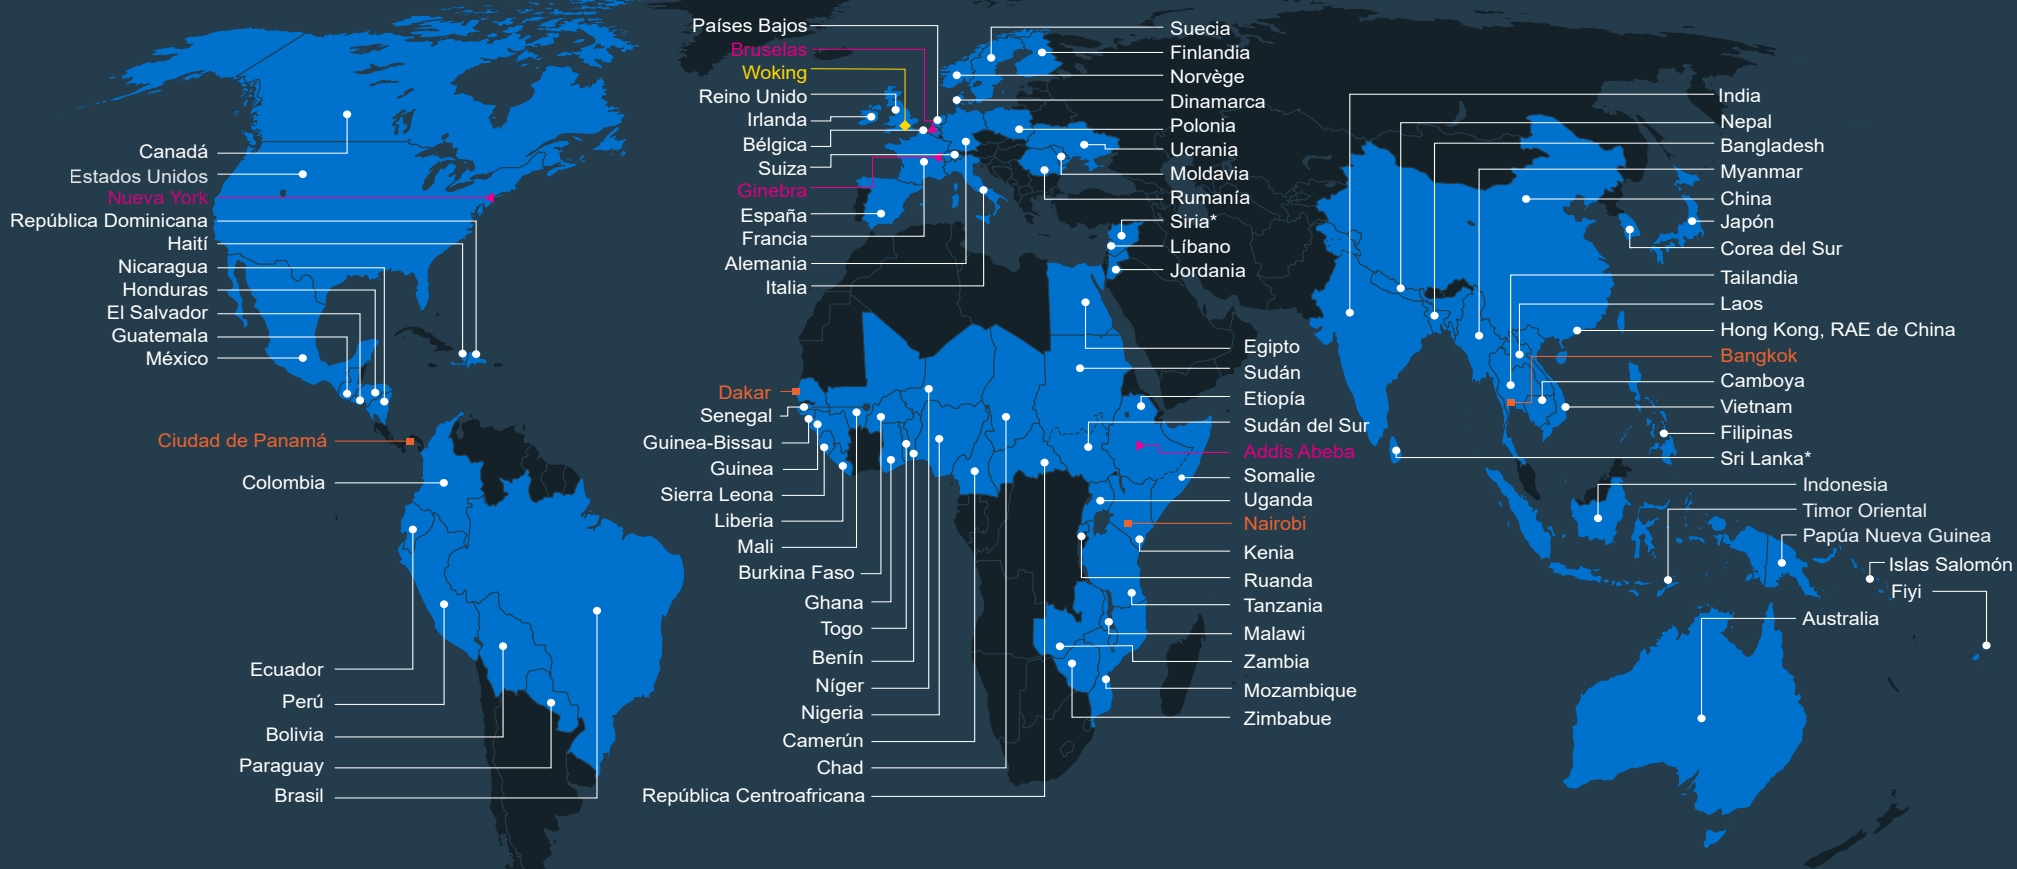 Canadá
Estados Unidos
Nueva York
República Dominicana
Haití
Nicaragua
Honduras
El Salvador
Guatemala
México
Ciudad de Panamá
Colombia
Ecuador
Perú
Bolivia
Paraguay
Brasil
Países Bajos
Bruselas
Woking
Reino Unido
Irlanda
Bélgica
Suiza
Ginebra
España
Francia
Alemania
Italia
Dakar
Senegal
Guinea-Bissau
Guinea
Sierra Leona
Liberia
Mali
Burkina Faso
Ghana
Togo
Benín
Níger
Nigeria
Camerún
Chad
República Centroafricana
Suecia
Finlandia
Norvège
Dinamarca
Polonia
Ucrania
Moldavia
Rumanía
Siria*
Líbano
Jordania
Egipto
Sudán
Etiopía
Sudán del Sur
Addis Abeba
Somalie
Uganda
Nairobi
Kenia
Ruanda
Tanzania
Malawi
Zambia
Mozambique
Zimbabue
India
Nepal
Bangladesh
Myanmar
China
Japón
Corea del Sur
Tailandia
Laos
Hong Kong, RAE de China
Bangkok
Camboya
Vietnam
Filipinas
Sri Lanka*
Indonesia
Timor Oriental
Papúa Nueva Guinea
Islas Salomón
Fiyi
Australia